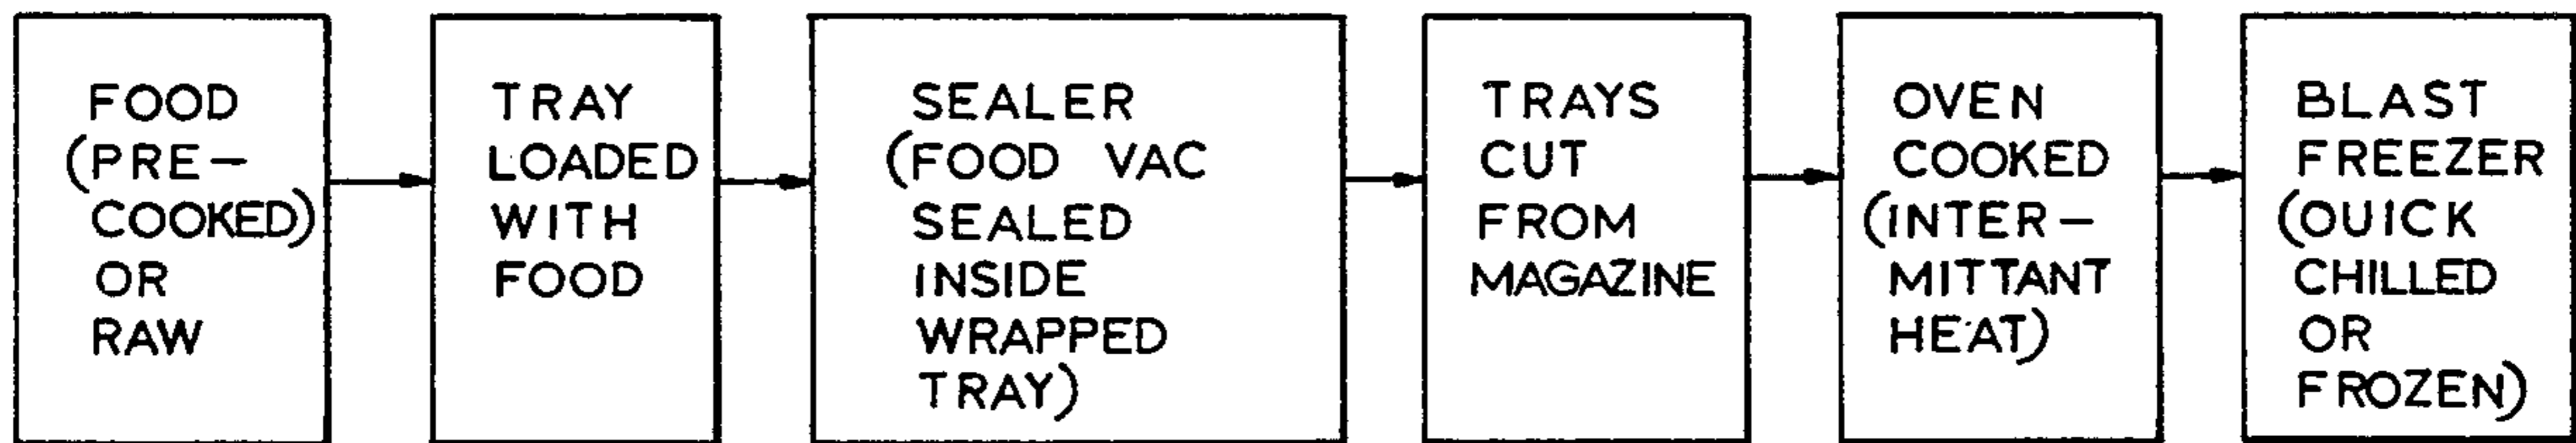 FOOD
(PRE-
COOKED)
OR
RAW
TRAY
LOADED
WITH
FOOD
SEALER
(FOOD VAC
SEALED
INSIDE
WRAPPED
TRAY)
TRAYS
CUT
FROM
MAGAZINE
OVEN
COOKED
(INTER-
MITTANT
HEAT)
BLAST
FREEZER
(OUICK
CHILLED
OR
FROZEN)